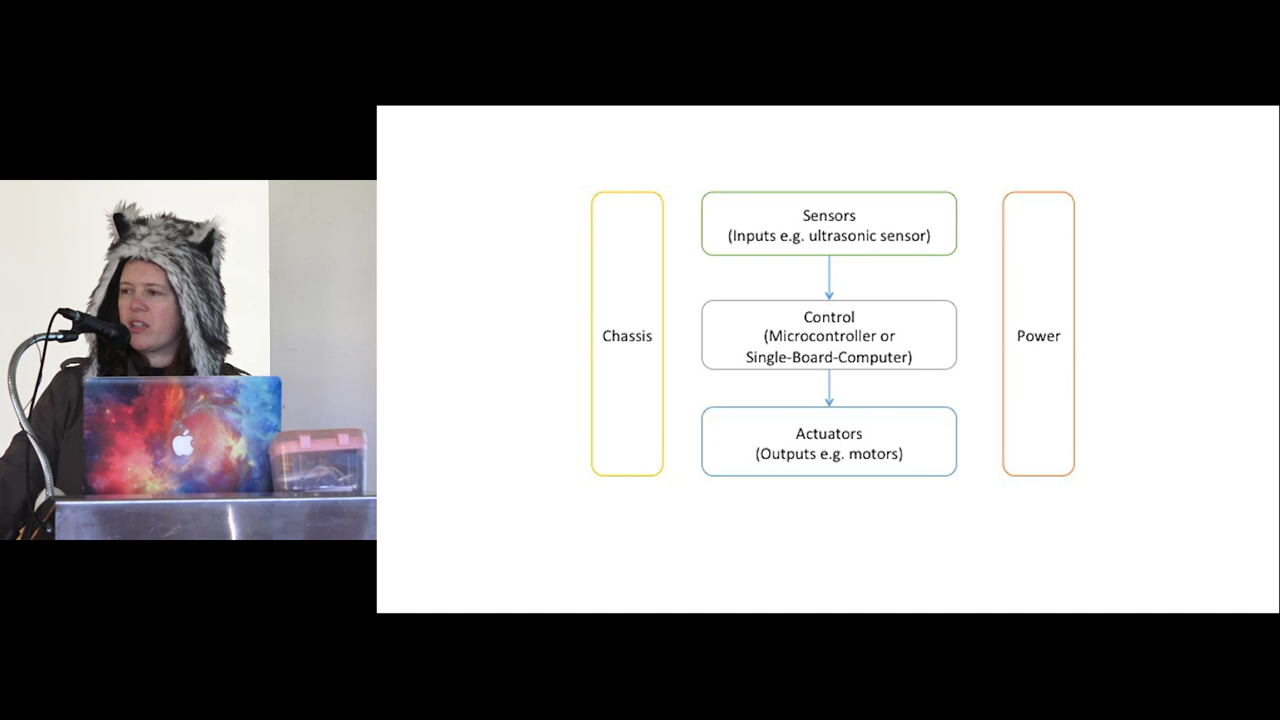 Chassis
Sensors
(Inputs e.g. ultrasonic sensor)
Control
(Microcontroller or
Single-Board-Computer)
Actuators
(Outputs e.g. motors)
Power